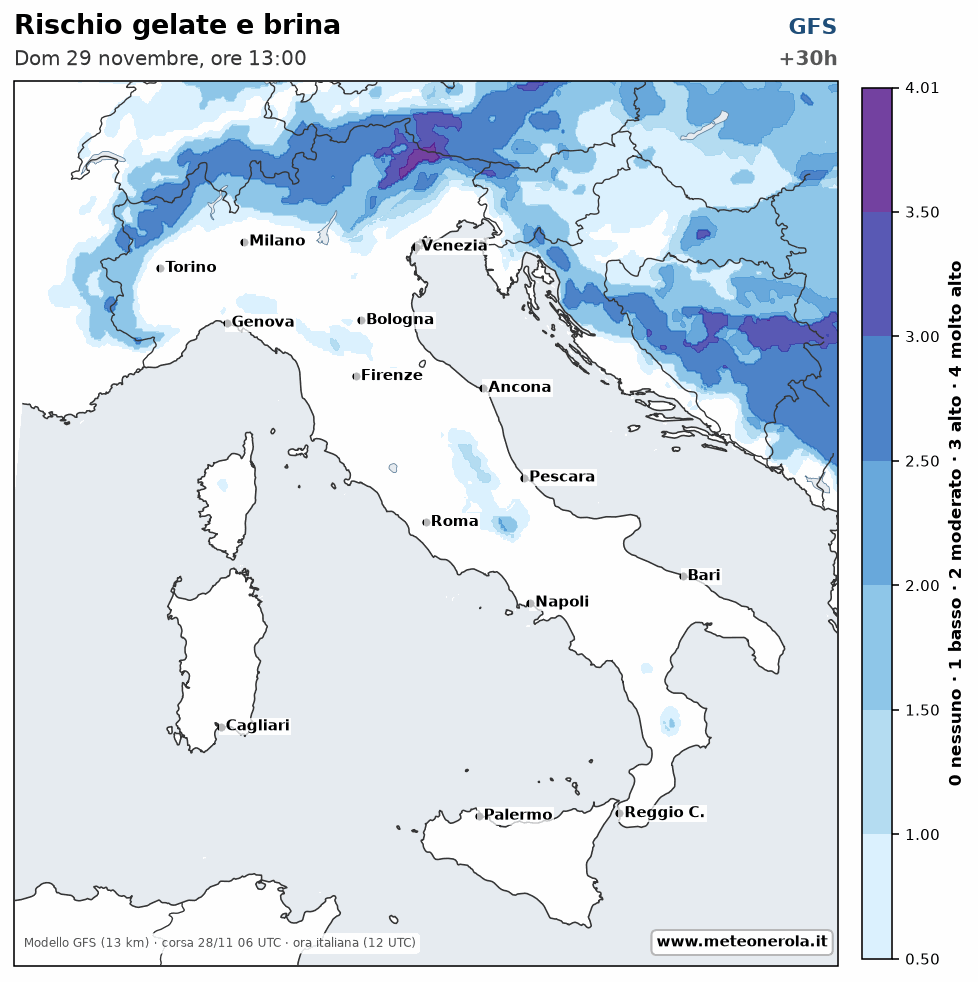 Rischio gelate e brina
GFS
Dom 29 novembre, ore 13:00
+30h
4.01
3.50
3.00
2.50
2.00
1.50
1.00
0.50
0 nessuno · 1 basso · 2 moderato · 3 alto · 4 molto alto
Milano
Venezia
Torino
Bologna
Genova
Firenze
Ancona
Pescara
Roma
Bari
Napoli
Cagliari
Palermo
Reggio C.
Modello GFS (13 km) · corsa 28/11 06 UTC · ora italiana (12 UTC)
www.meteonerola.it